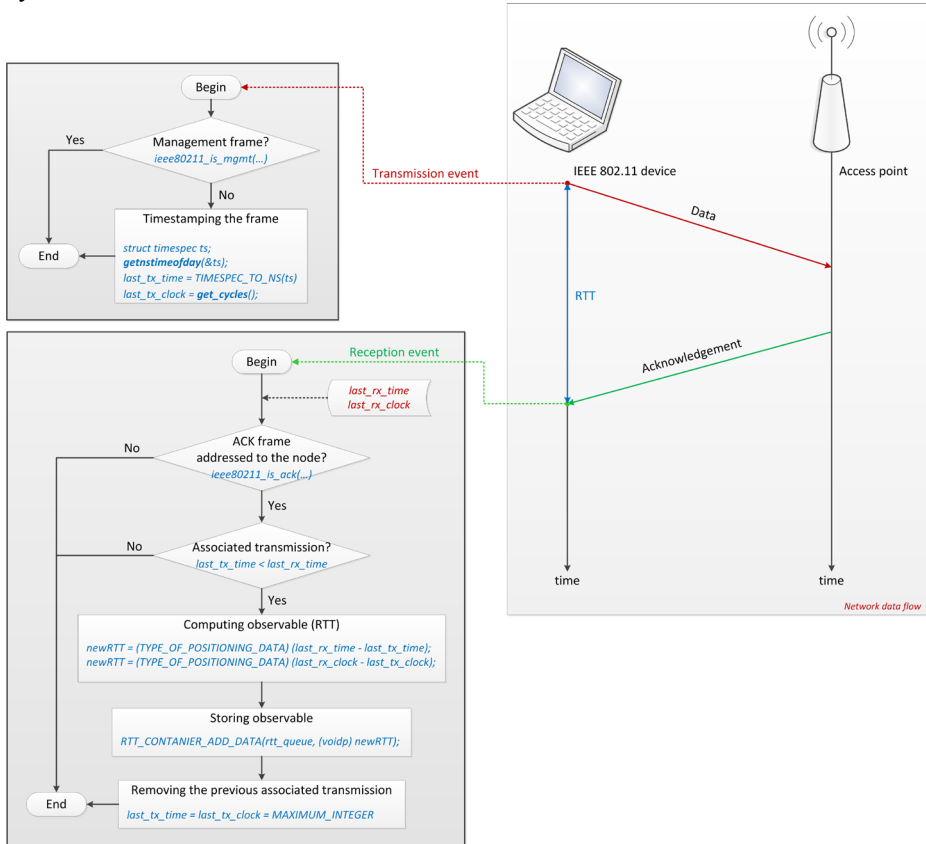 Begin
Yes
Management frame?
ieee80211_is_mgmt(...)
No
Timestamping the frame
struct timespec ts;
getnstimeofday(&ts);
last_tx_time = TIMESPEC_TO_NS(ts)
last_tx_clock = get_cycles();
End
Transmission event
IEEE 802.11 device
Access point
Data
RTT
Acknowledgement
time
time
Network data flow
Reception event
Begin
last_rx_time
last_rx_clock
No
ACK frame
addressed to the node?
ieee80211_is_ack(...)
Yes
No
Associated transmission?
last_tx_time < last_rx_time
Yes
Computing observable (RTT)
newRTT = (TYPE_OF_POSITIONING_DATA) (last_rx_time - last_tx_time);
newRTT = (TYPE_OF_POSITIONING_DATA) (last_rx_clock - last_tx_clock);
Storing observable
RTT_CONTANIER_ADD_DATA(rtt_queue, (voidp) newRTT);
Removing the previous associated transmission
last_tx_time = last_tx_clock = MAXIMUM_INTEGER
End